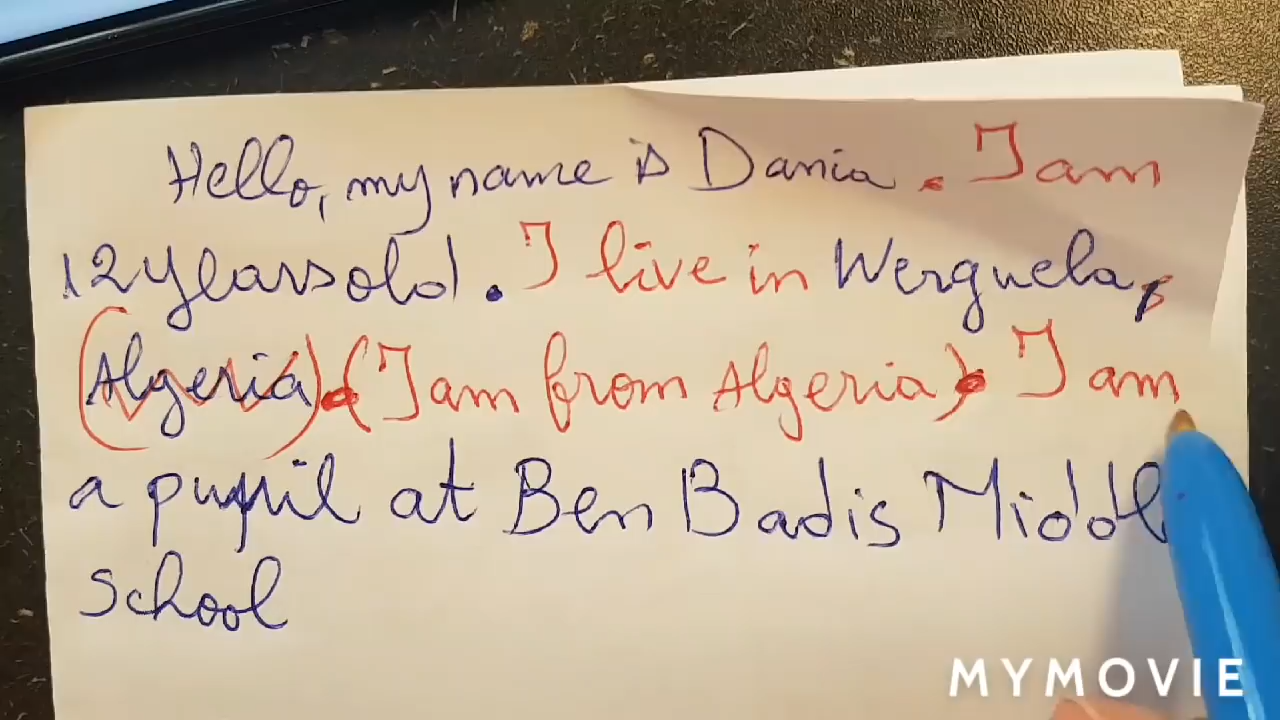 Hello, my name is Dania. I am
12 years old. I live in Werguela,
(Algeria). (I am from Algeria). I am
a pupil at Ben Badis Middl
school
MYMOVIE